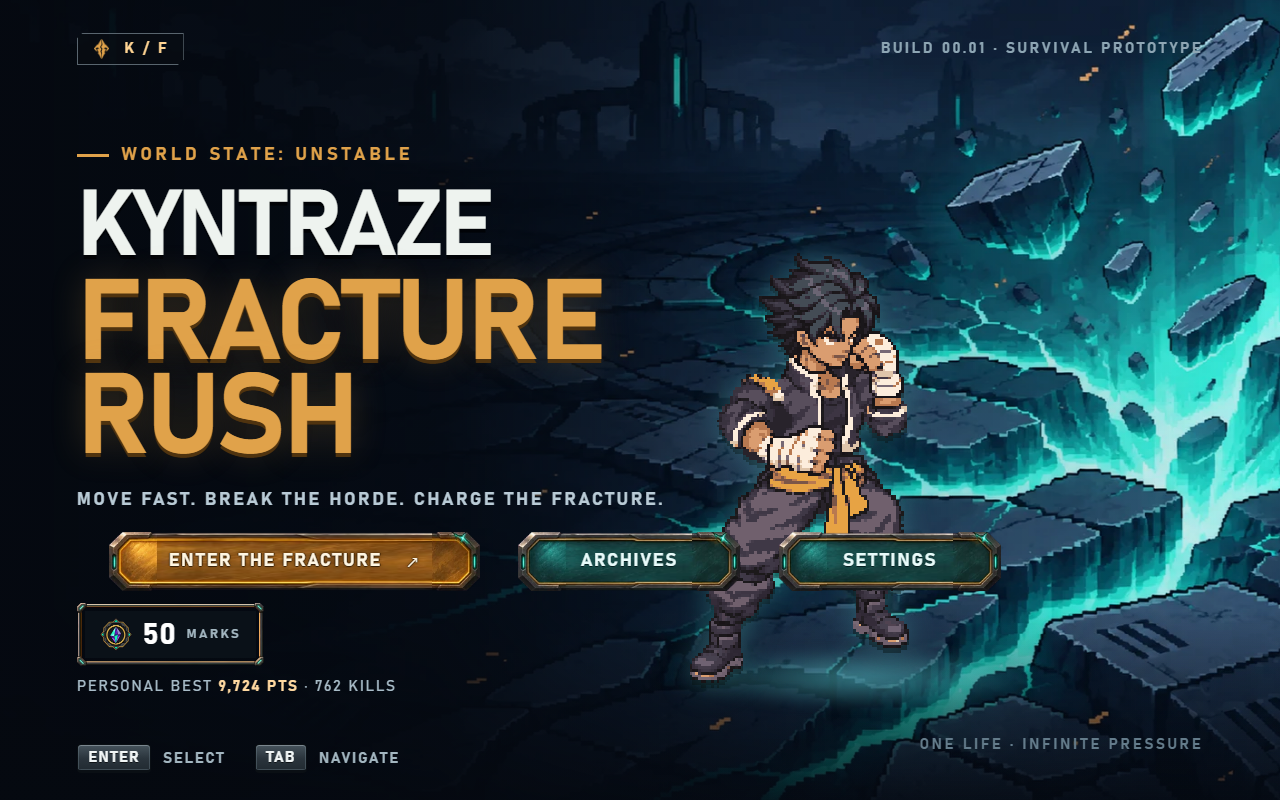 K / F
BUILD 00.01 · SURVIVAL PROTOTYPE
WORLD STATE: UNSTABLE
KYNTRAZE
FRACTURE
RUSH
MOVE FAST. BREAK THE HORDE. CHARGE THE FRACTURE.
ENTER THE FRACTURE ↗
ARCHIVES
SETTINGS
50 MARKS
PERSONAL BEST 9,724 PTS · 762 KILLS
ONE LIFE · INFINITE PRESSURE
ENTER SELECT TAB NAVIGATE